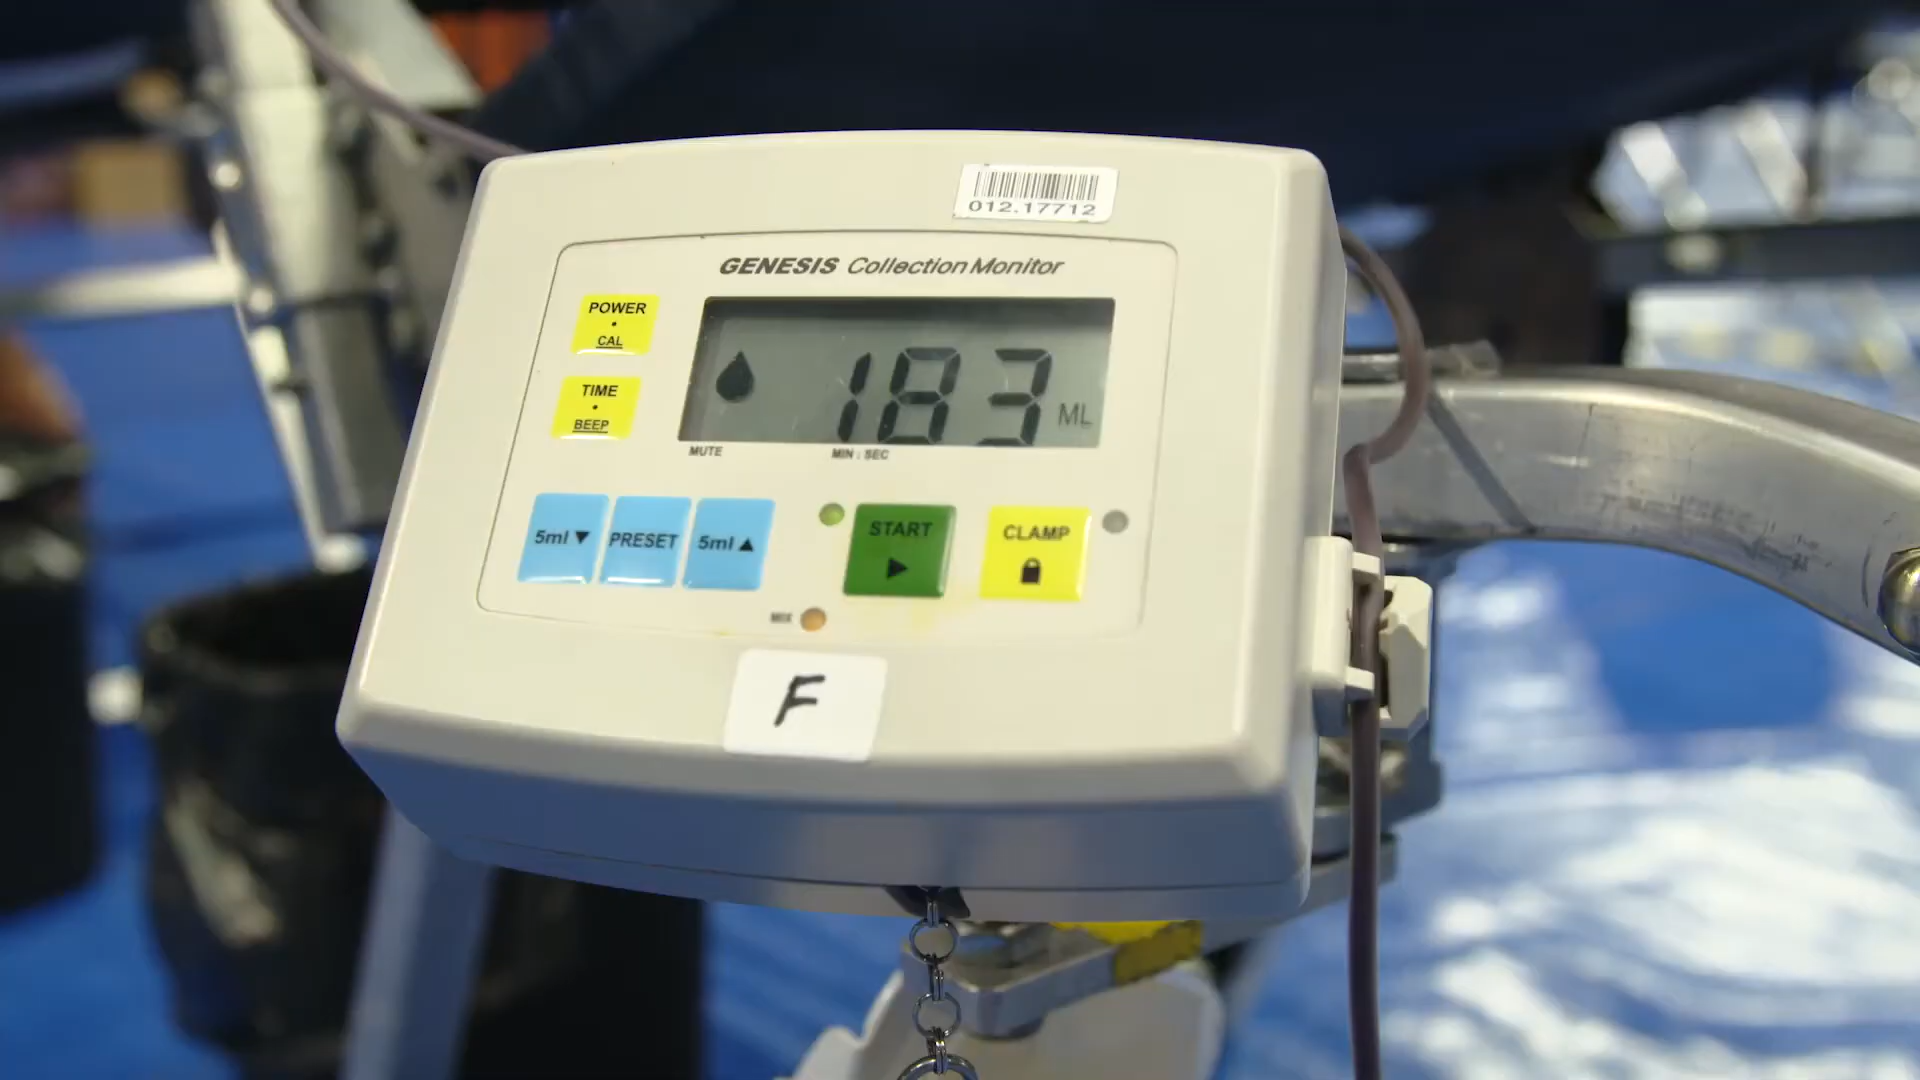 012.17712
GENESIS Collection Monitor
POWER
CAL
TIME
BEEP
183 ML
MUTE
MIN : SEC
5ml ▼
PRESET
5ml ▲
START
CLAMP
MIX
F